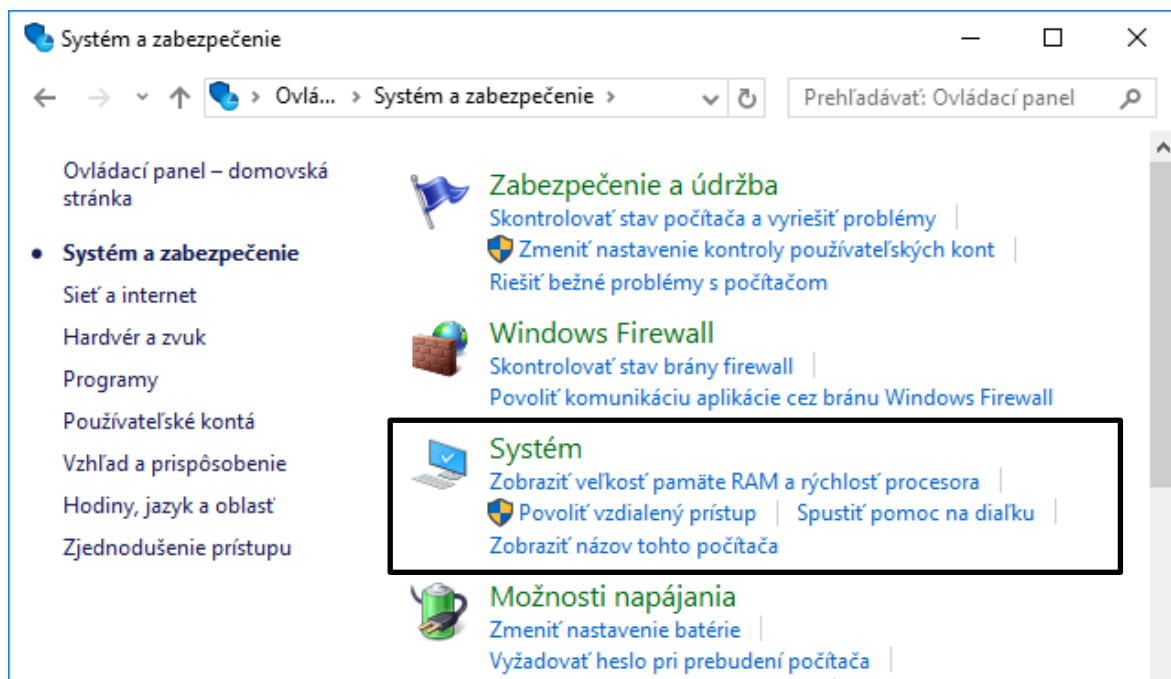 Systém a zabezpečenie
Ovlá... > Systém a zabezpečenie >
Prehľadávať: Ovládací panel
Ovládací panel – domovská
stránka
Systém a zabezpečenie
Sieť a internet
Hardvér a zvuk
Programy
Používateľské kontá
Vzhľad a prispôsobenie
Hodiny, jazyk a oblasť
Zjednodušenie prístupu
Zabezpečenie a údržba
Skontrolovať stav počítača a vyriešiť problémy
Zmeniť nastavenie kontroly používateľských kont
Riešiť bežné problémy s počítačom
Windows Firewall
Skontrolovať stav brány firewall
Povoliť komunikáciu aplikácie cez bránu Windows Firewall
Systém
Zobraziť veľkosť pamäte RAM a rýchlosť procesora
Povoliť vzdialený prístup | Spustiť pomoc na diaľku
Zobraziť názov tohto počítača
Možnosti napájania
Zmeniť nastavenie batérie
Vyžadovať heslo pri prebudení počítača